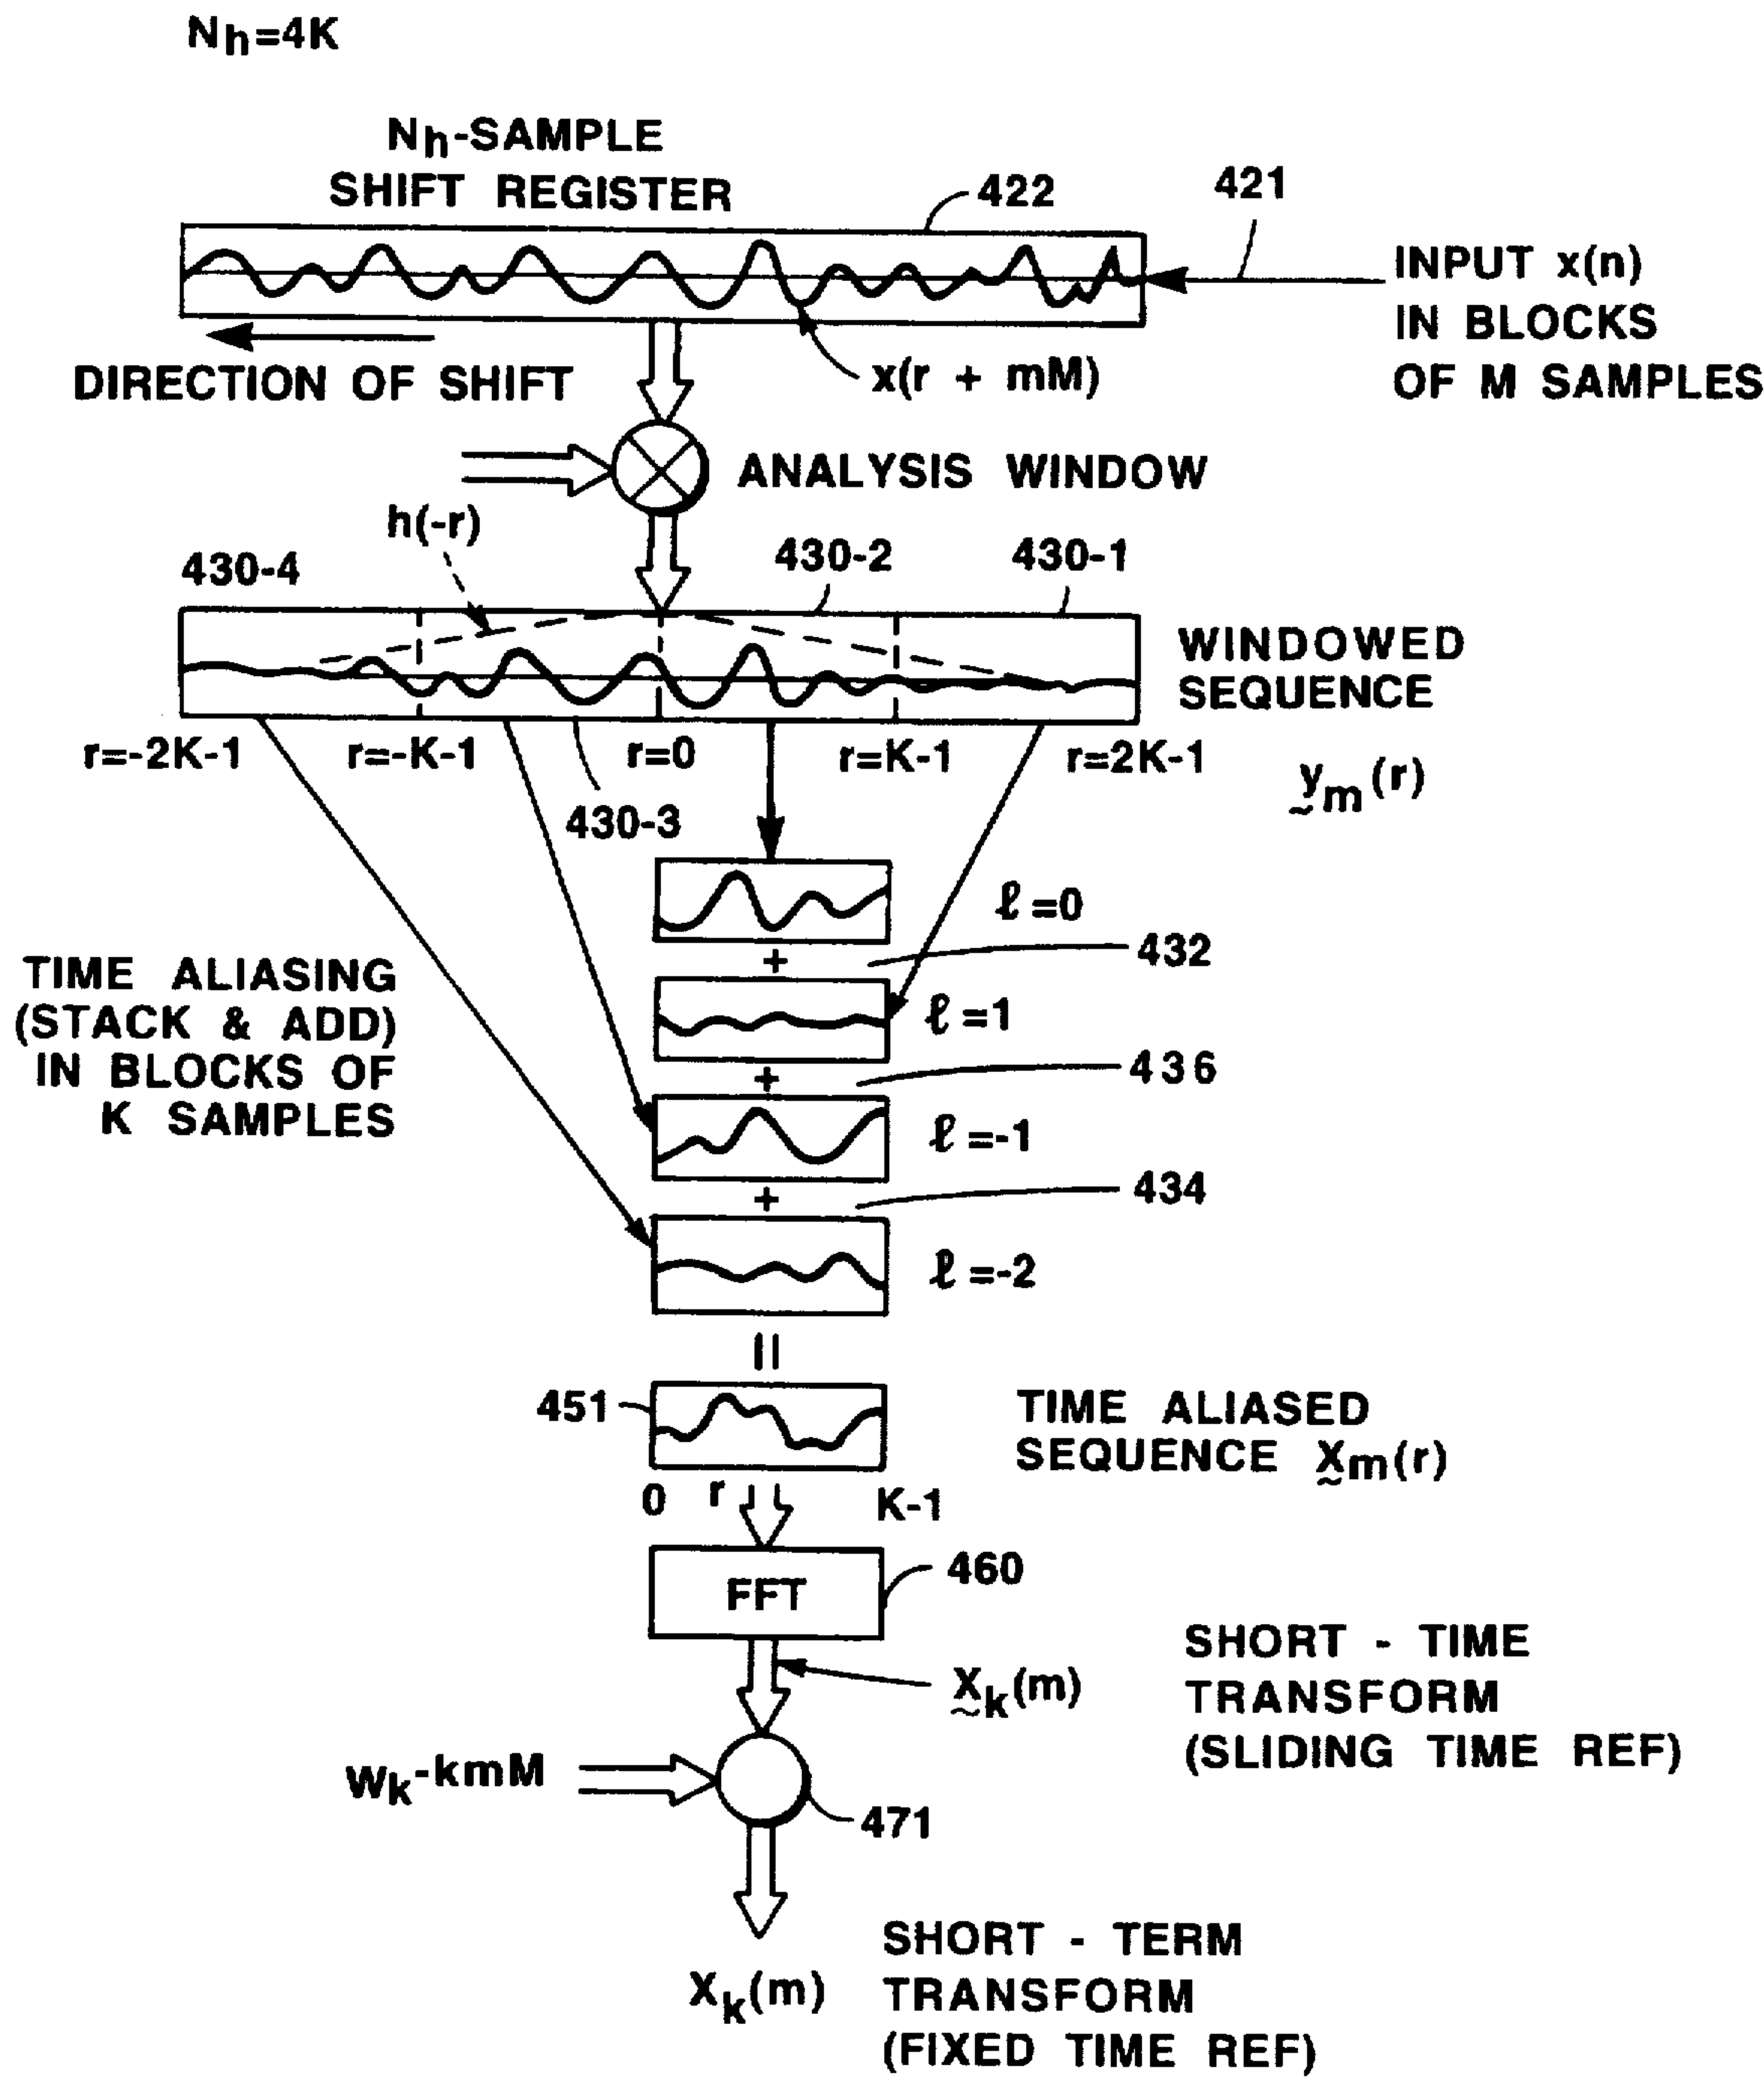 Nh=4K
Nh-SAMPLE
SHIFT REGISTER
422
421
INPUT x(n)
IN BLOCKS
OF M SAMPLES
DIRECTION OF SHIFT
x(r + mM)
ANALYSIS WINDOW
h(-r)
430-4
430-2
430-1
WINDOWED
SEQUENCE
r=-2K-1
r=-K-1
r=0
r=K-1
r=2K-1
ym(r)
430-3
ℓ=0
+
432
TIME ALIASING
(STACK & ADD)
IN BLOCKS OF
K SAMPLES
ℓ=1
+
436
ℓ=-1
+
434
ℓ=-2
=
451
TIME ALIASED
SEQUENCE Xm(r)
0
r
K-1
FFT
460
Xk(m)
SHORT - TIME
TRANSFORM
(SLIDING TIME REF)
Wk-kmM
471
Xk(m)
SHORT - TERM
TRANSFORM
(FIXED TIME REF)